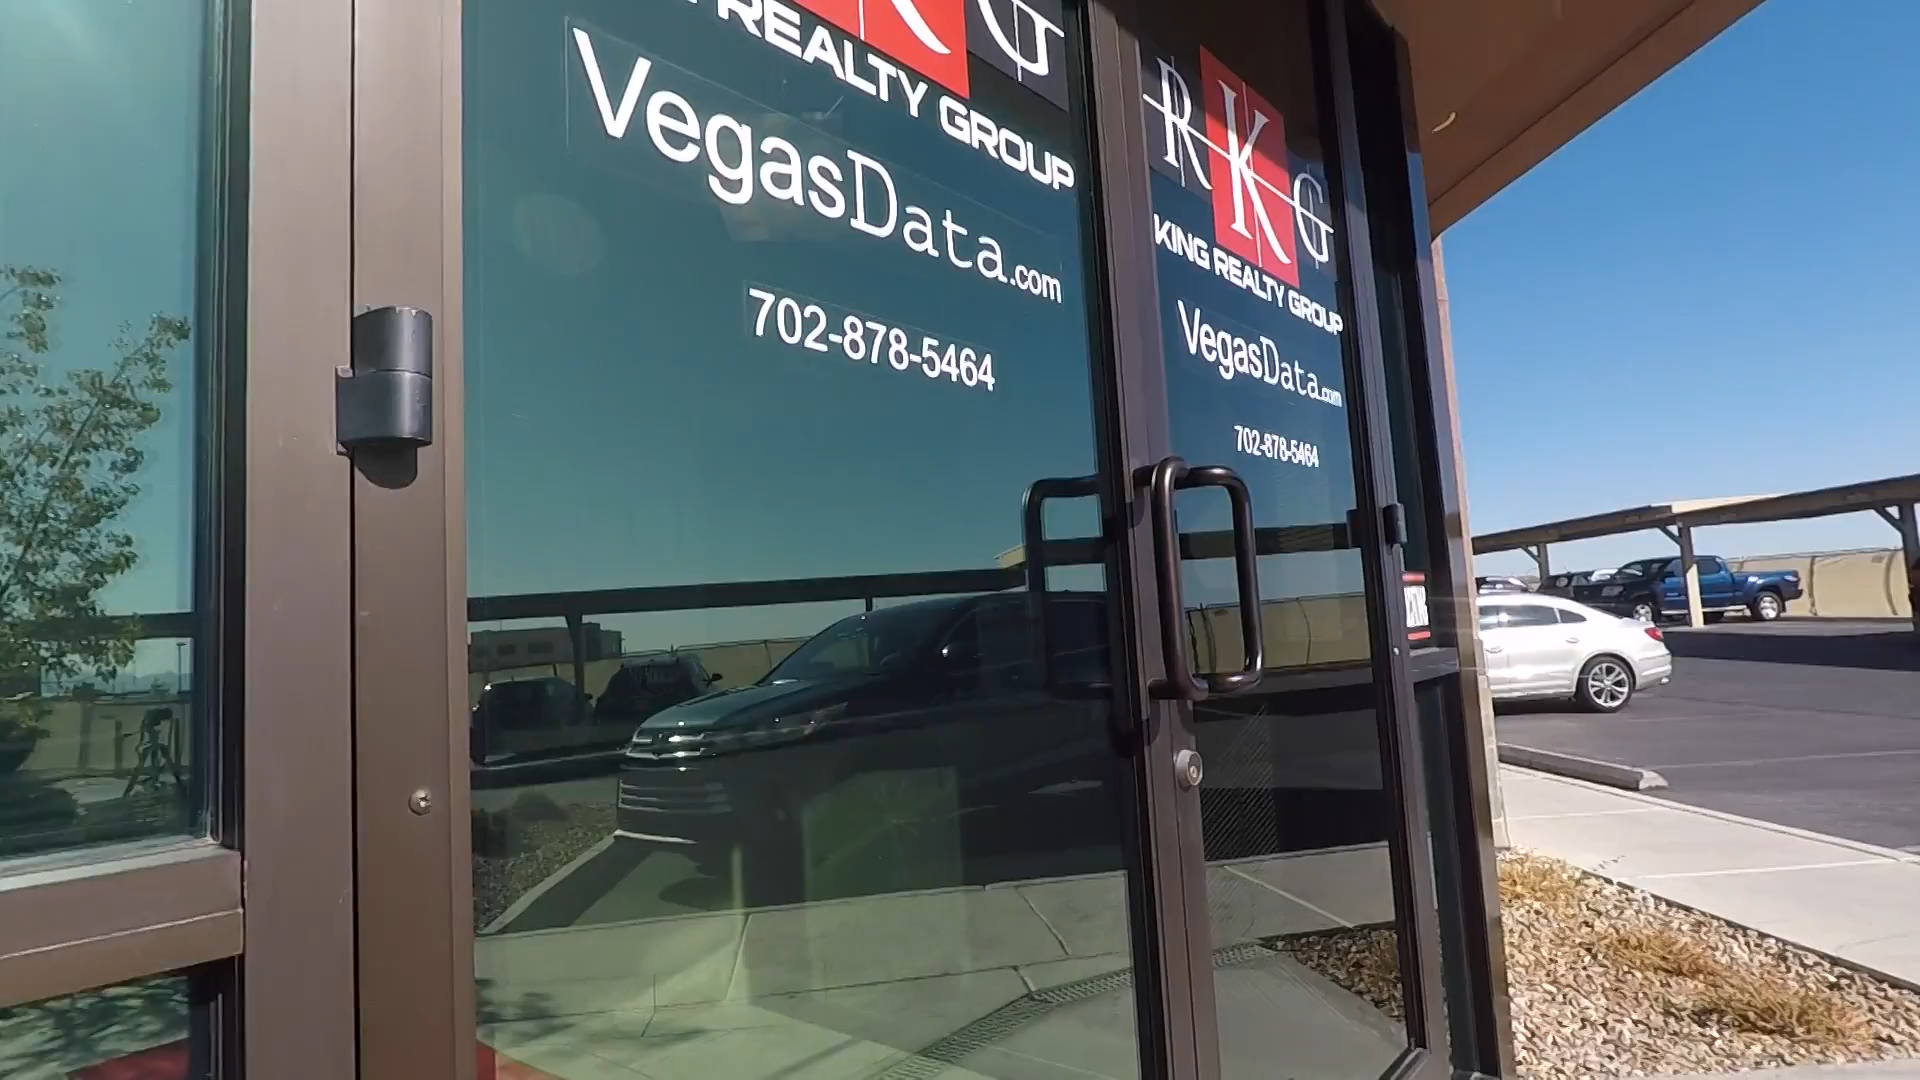 K G
REALTY GROUP
VegasData.com
702-878-5464
RKG
KING REALTY GROUP
VegasData.com
702-878-5464